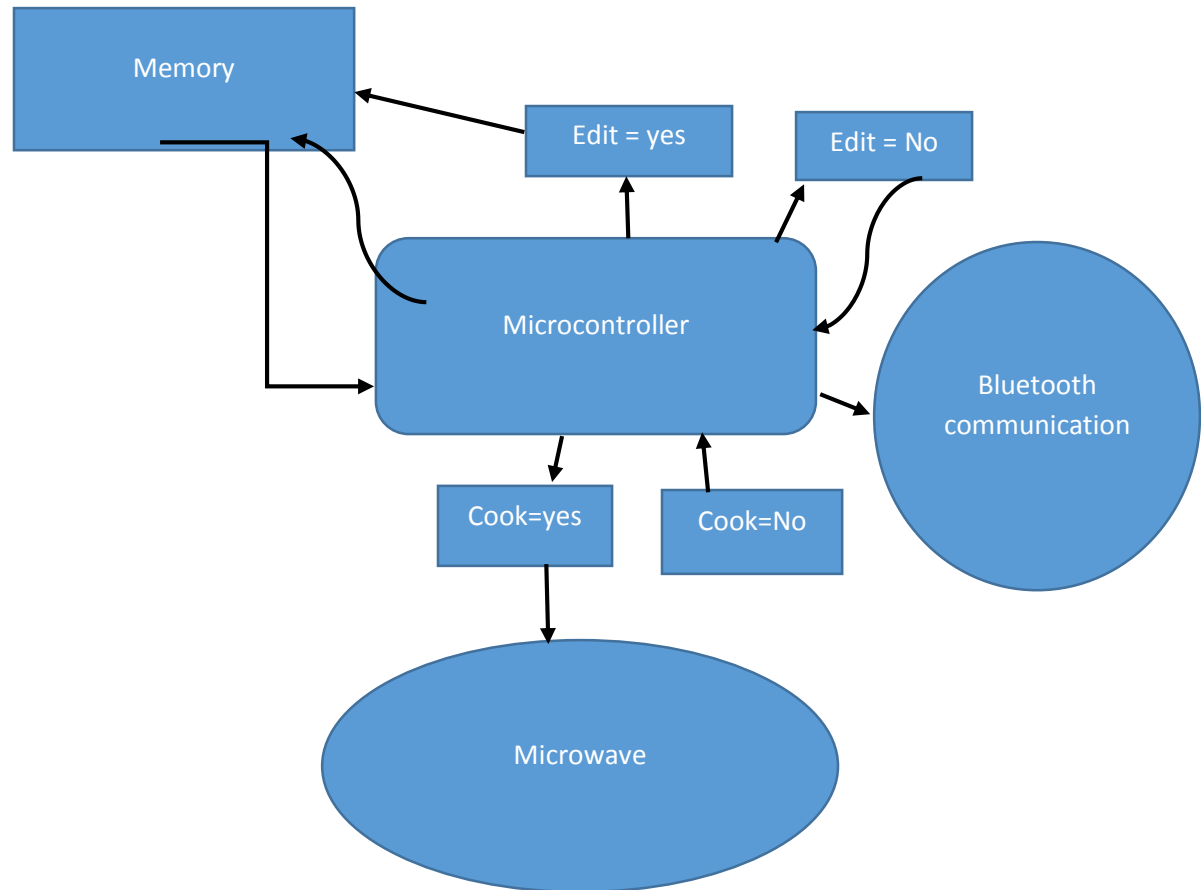 Memory
Edit = yes
Edit = No
Microcontroller
Bluetooth
communication
Cook=yes
Cook=No
Microwave